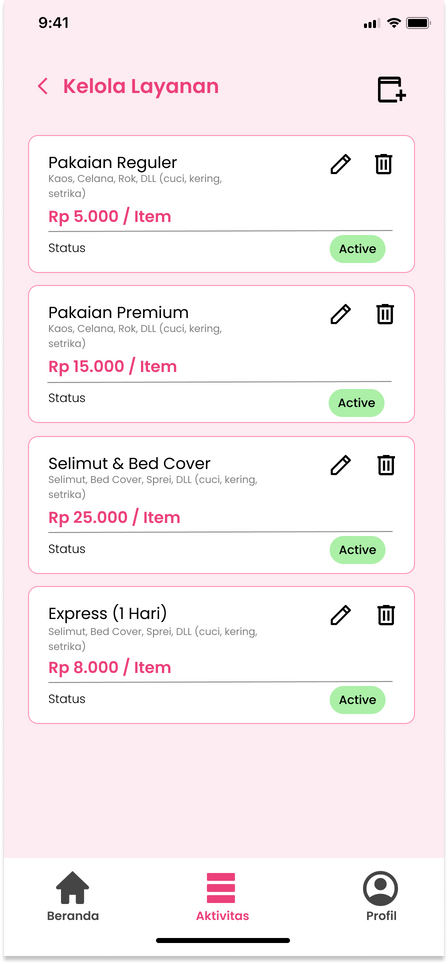 9:41
Kelola Layanan
Pakaian Reguler
Kaos, Celana, Rok, DLL (cuci, kering,
setrika)
Rp 5.000 / Item
Status
Active
Pakaian Premium
Kaos, Celana, Rok, DLL (cuci, kering,
setrika)
Rp 15.000 / Item
Status
Active
Selimut & Bed Cover
Selimut, Bed Cover, Sprei, DLL (cuci, kering,
setrika)
Rp 25.000 / Item
Status
Active
Express (1 Hari)
Selimut, Bed Cover, Sprei, DLL (cuci, kering,
setrika)
Rp 8.000 / Item
Status
Active
Beranda
Aktivitas
Profil